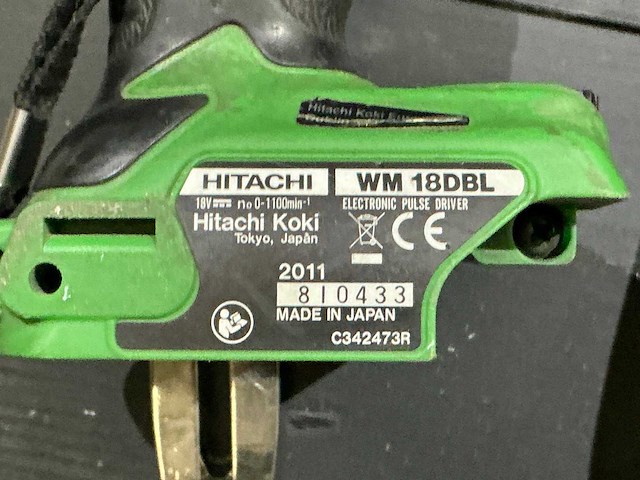 Hitachi Koki
HITACHI WM 18DBL
18V⎓ n₀ 0-1100min⁻¹ ELECTRONIC PULSE DRIVER
Hitachi Koki
Tokyo, Japan
CE
2011
810433
MADE IN JAPAN
C342473R